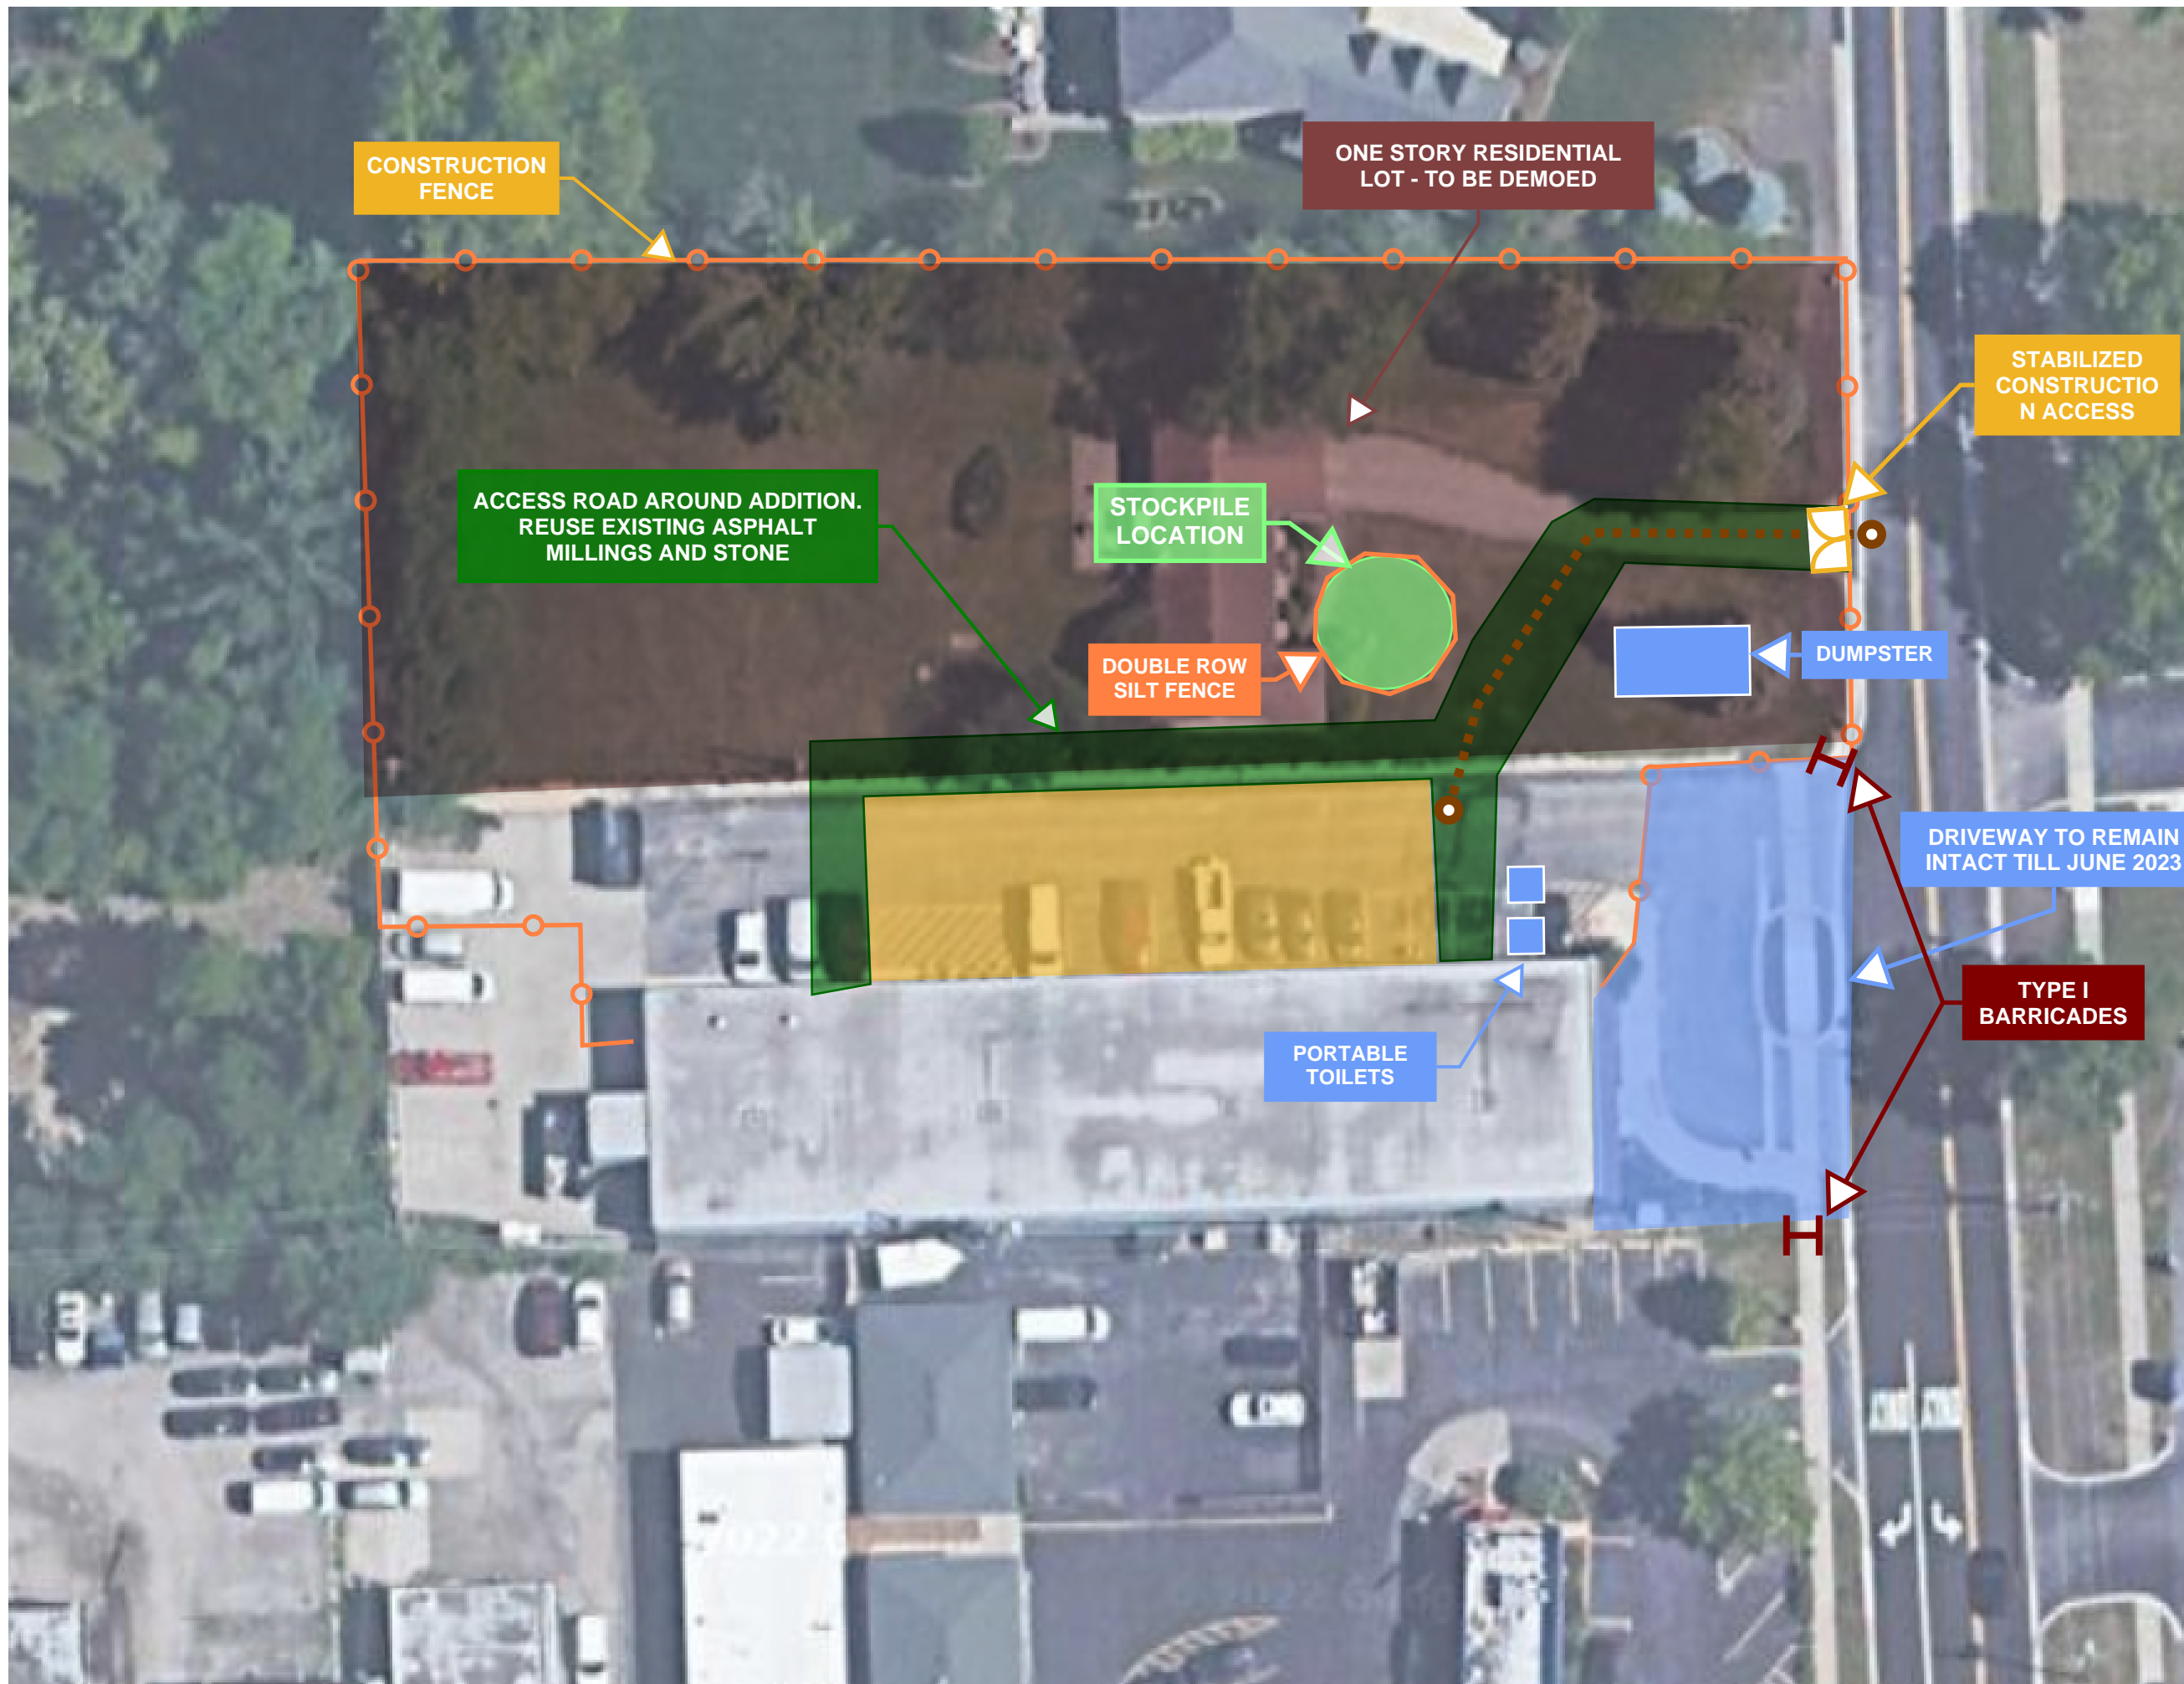 CONSTRUCTION
FENCE
ONE STORY RESIDENTIAL
LOT - TO BE DEMOED
STABILIZED
CONSTRUCTIO
N ACCESS
ACCESS ROAD AROUND ADDITION.
REUSE EXISTING ASPHALT
MILLINGS AND STONE
STOCKPILE
LOCATION
DOUBLE ROW
SILT FENCE
DUMPSTER
DRIVEWAY TO REMAIN
INTACT TILL JUNE 2023
TYPE I
BARRICADES
PORTABLE
TOILETS